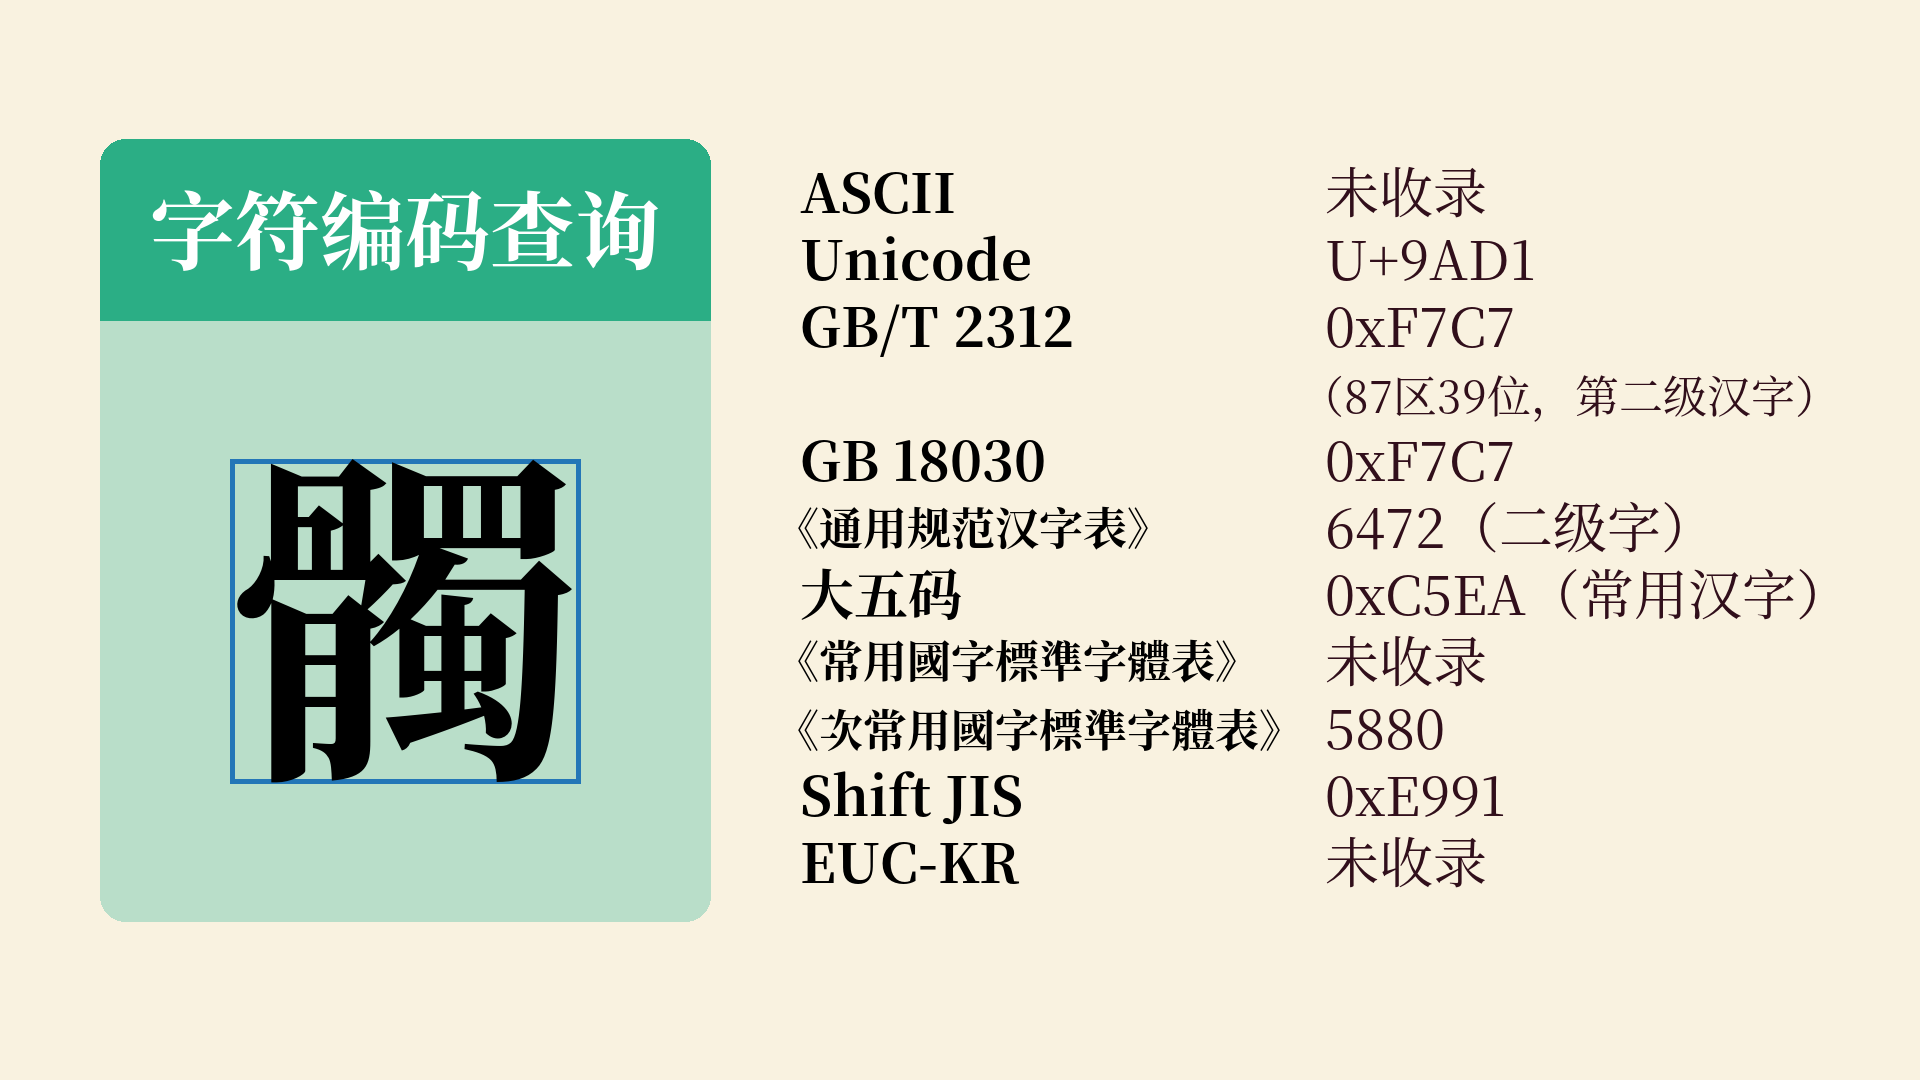 字符编码查询
髑
ASCII 未收录
Unicode U+9AD1
GB/T 2312 0xF7C7
（87区39位，第二级汉字）
GB 18030 0xF7C7
《通用规范汉字表》 6472（二级字）
大五码 0xC5EA（常用汉字）
《常用國字標準字體表》 未收录
《次常用國字標準字體表》 5880
Shift JIS 0xE991
EUC-KR 未收录